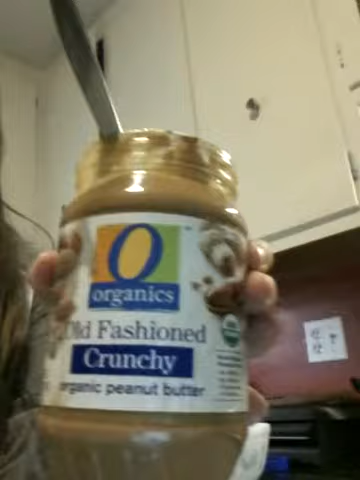 O
organics
Old Fashioned
Crunchy
organic peanut butter